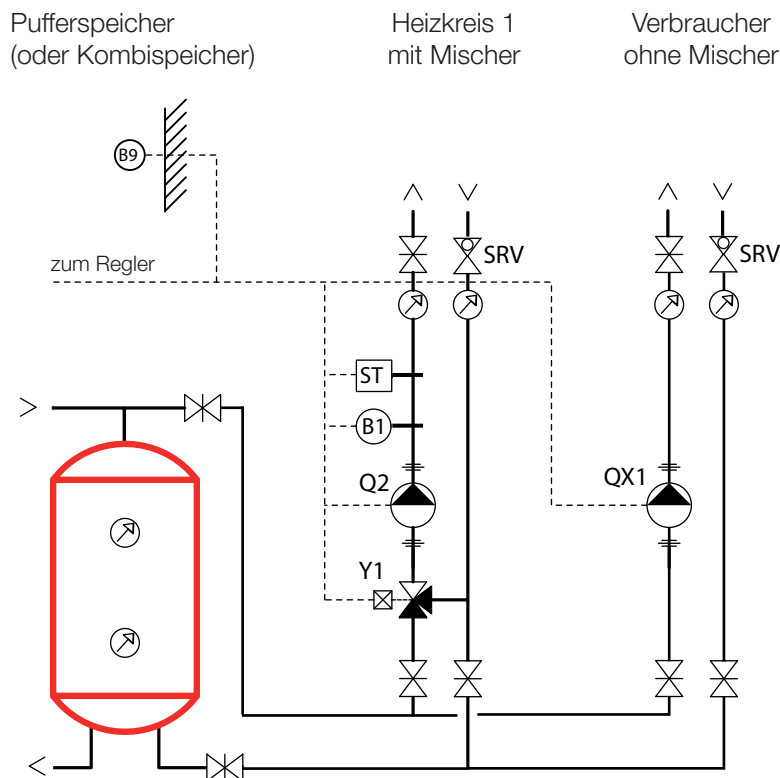 Pufferspeicher
(oder Kombispeicher)
Heizkreis 1
mit Mischer
Verbraucher
ohne Mischer
B9
zum Regler
SRV
SRV
ST
B1
Q2
QX1
Y1